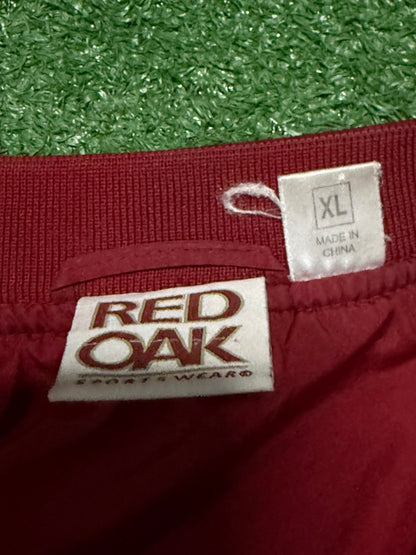 RED
OAK
SPORTSWEAR®
XL
MADE IN
CHINA